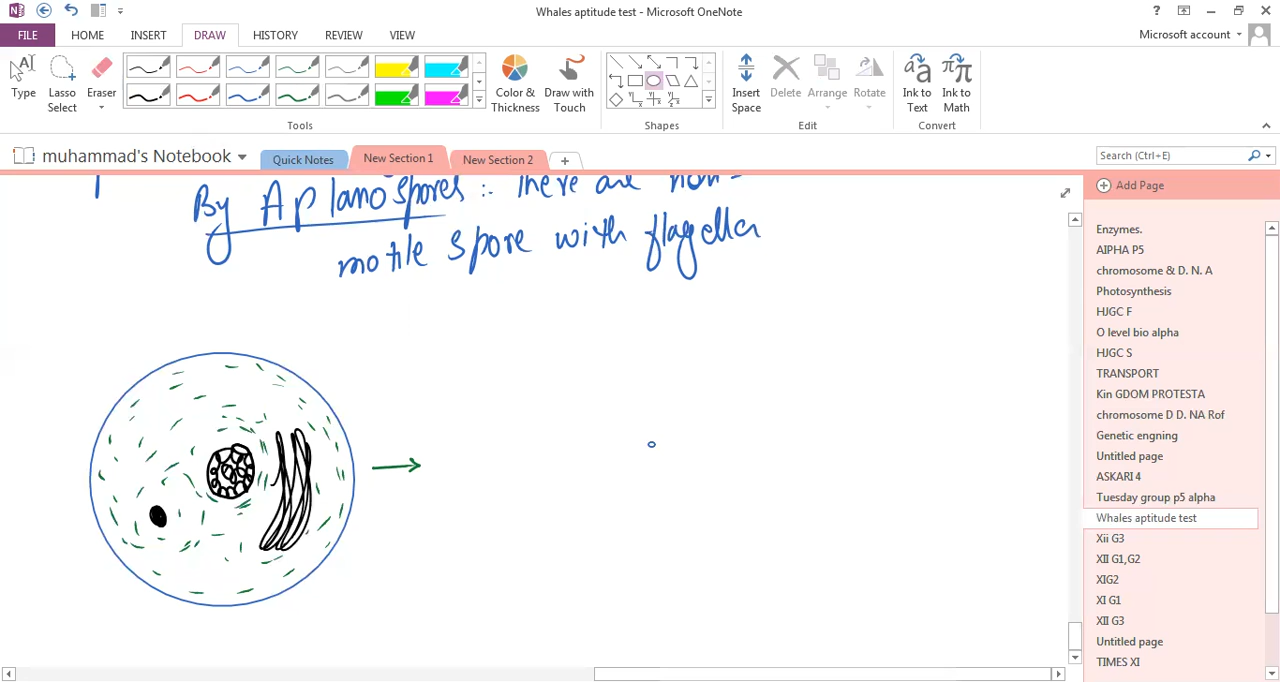 Whales aptitude test - Microsoft OneNote
FILE HOME INSERT DRAW HISTORY REVIEW VIEW
Microsoft account
Type
Lasso Select
Eraser
Color & Thickness
Draw with Touch
Insert Space
Delete
Arrange
Rotate
Ink to Text
Ink to Math
Tools
Shapes
Edit
Convert
muhammad's Notebook
Quick Notes
New Section 1
New Section 2
Search (Ctrl+E)
By Aplanospores :- There are non-
motile spore with flagella
Add Page
Enzymes.
AlPHA P5
chromosome & D. N. A
Photosynthesis
HJGC F
O level bio alpha
HJGC S
TRANSPORT
Kin GDOM PROTESTA
chromosome D D. NA Rof
Genetic engning
Untitled page
ASKARI 4
Tuesday group p5 alpha
Whales aptitude test
Xii G3
XII G1,G2
XIG2
XI G1
XII G3
Untitled page
TIMES XI